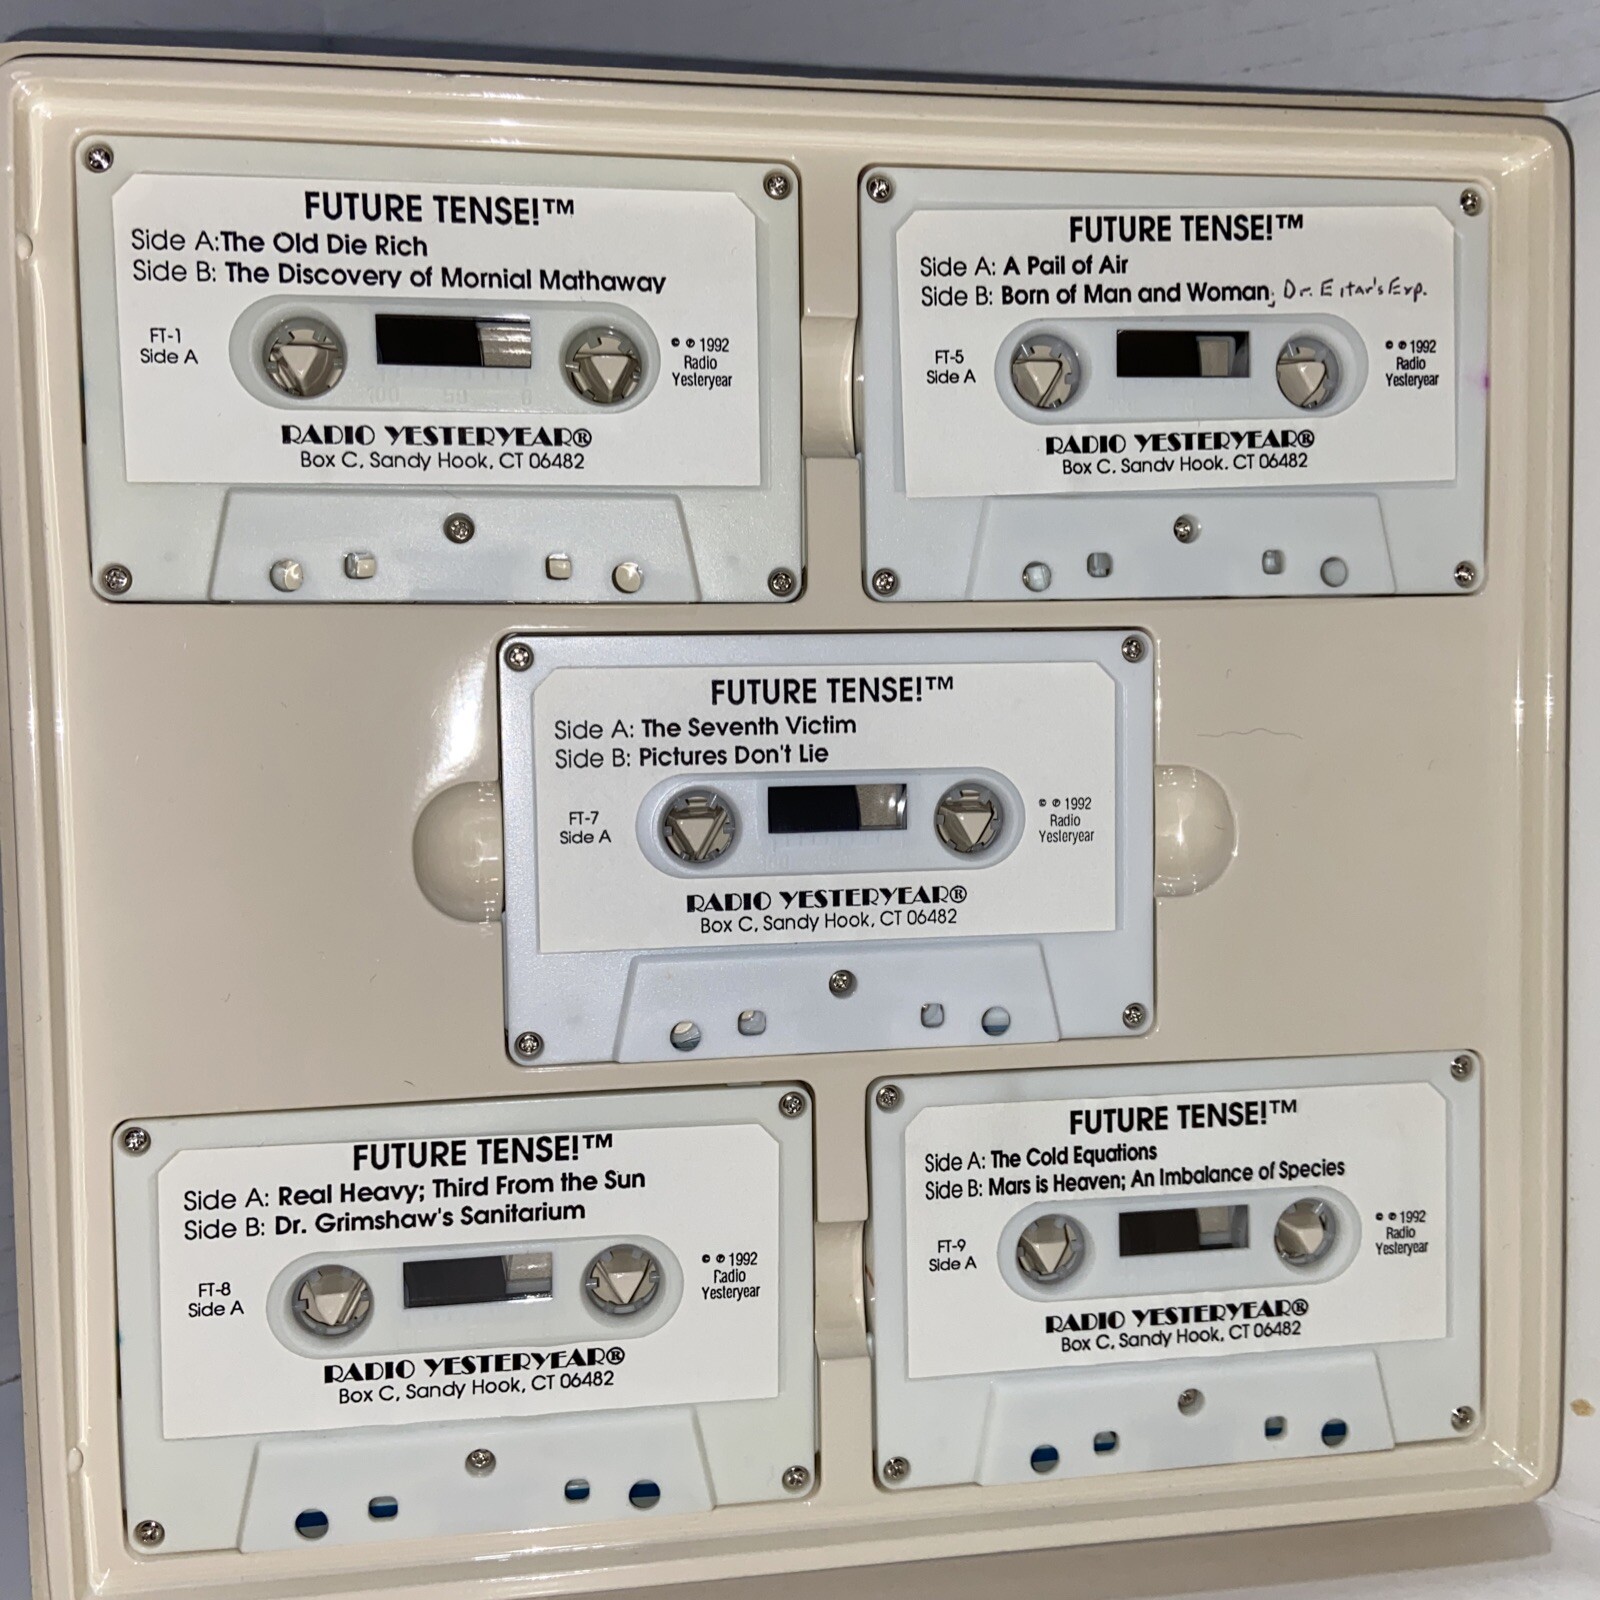 FUTURE TENSE!™
Side A:The Old Die Rich
Side B: The Discovery of Mornial Mathaway
FT-1
Side A
© ℗ 1992
Radio
Yesteryear
100 50 0
RADIO YESTERYEAR®
Box C, Sandy Hook, CT 06482
FUTURE TENSE!™
Side A: A Pail of Air
Side B: Born of Man and Woman; Dr. Eitar's Exp.
FT-5
Side A
© ℗ 1992
Radio
Yesteryear
RADIO YESTERYEAR®
Box C, Sandy Hook, CT 06482
FUTURE TENSE!™
Side A: The Seventh Victim
Side B: Pictures Don't Lie
FT-7
Side A
© ℗ 1992
Radio
Yesteryear
RADIO YESTERYEAR®
Box C, Sandy Hook, CT 06482
FUTURE TENSE!™
Side A: Real Heavy; Third From the Sun
Side B: Dr. Grimshaw's Sanitarium
FT-8
Side A
© ℗ 1992
Radio
Yesteryear
RADIO YESTERYEAR®
Box C, Sandy Hook, CT 06482
FUTURE TENSE!™
Side A: The Cold Equations
Side B: Mars is Heaven; An Imbalance of Species
FT-9
Side A
© ℗ 1992
Radio
Yesteryear
RADIO YESTERYEAR®
Box C, Sandy Hook, CT 06482